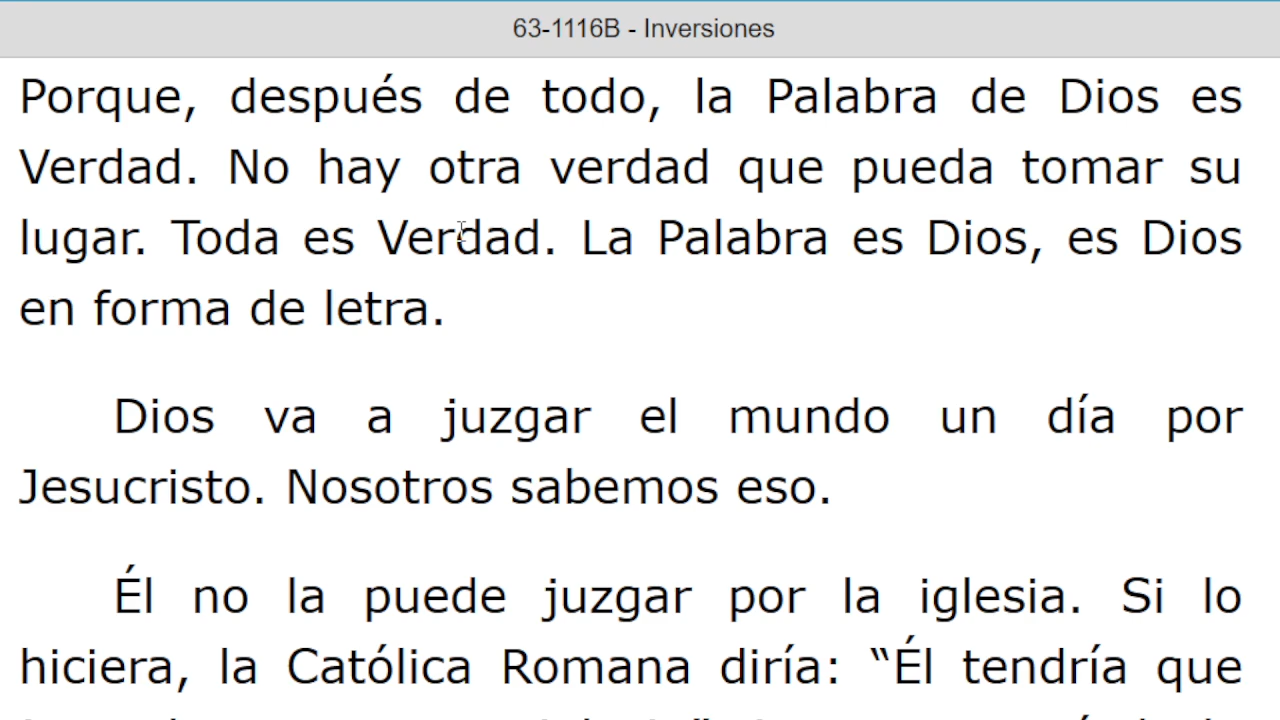 63-1116B - Inversiones
Porque, después de todo, la Palabra de Dios es
Verdad. No hay otra verdad que pueda tomar su
lugar. Toda es Verdad. La Palabra es Dios, es Dios
en forma de letra.
Dios va a juzgar el mundo un día por
Jesucristo. Nosotros sabemos eso.
Él no la puede juzgar por la iglesia. Si lo
hiciera, la Católica Romana diría: “Él tendría que